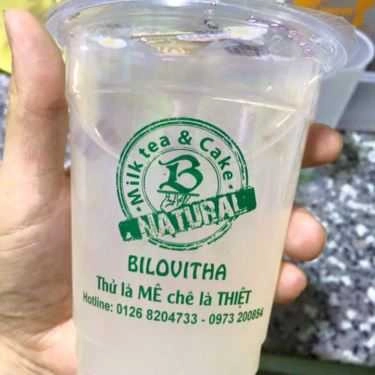 Milk tea & Cake
B
NATURAL
BILOVITHA
Thử là MÊ chê là THIỆT
Hotline: 0126 8204733 - 0973 200854